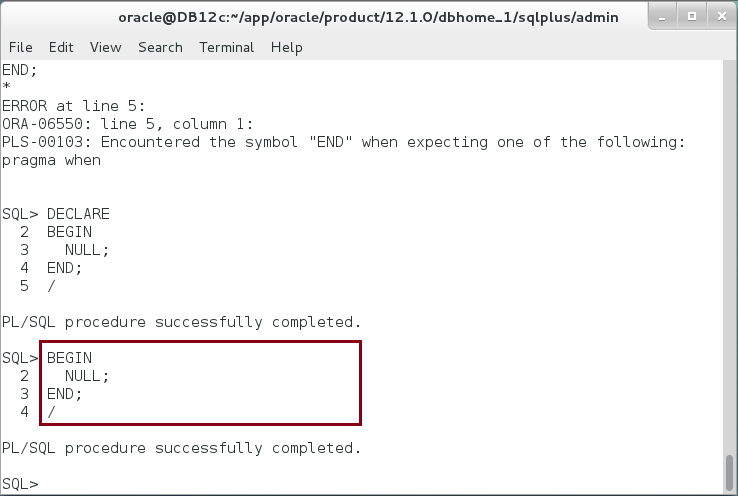 oracle@DB12c:~/app/oracle/product/12.1.0/dbhome_1/sqlplus/admin
File Edit View Search Terminal Help
END;
*
ERROR at line 5:
ORA-06550: line 5, column 1:
PLS-00103: Encountered the symbol "END" when expecting one of the following:
pragma when
SQL> DECLARE
  2  BEGIN
  3    NULL;
  4  END;
  5  /
PL/SQL procedure successfully completed.
SQL> BEGIN
  2    NULL;
  3  END;
  4  /
PL/SQL procedure successfully completed.
SQL>